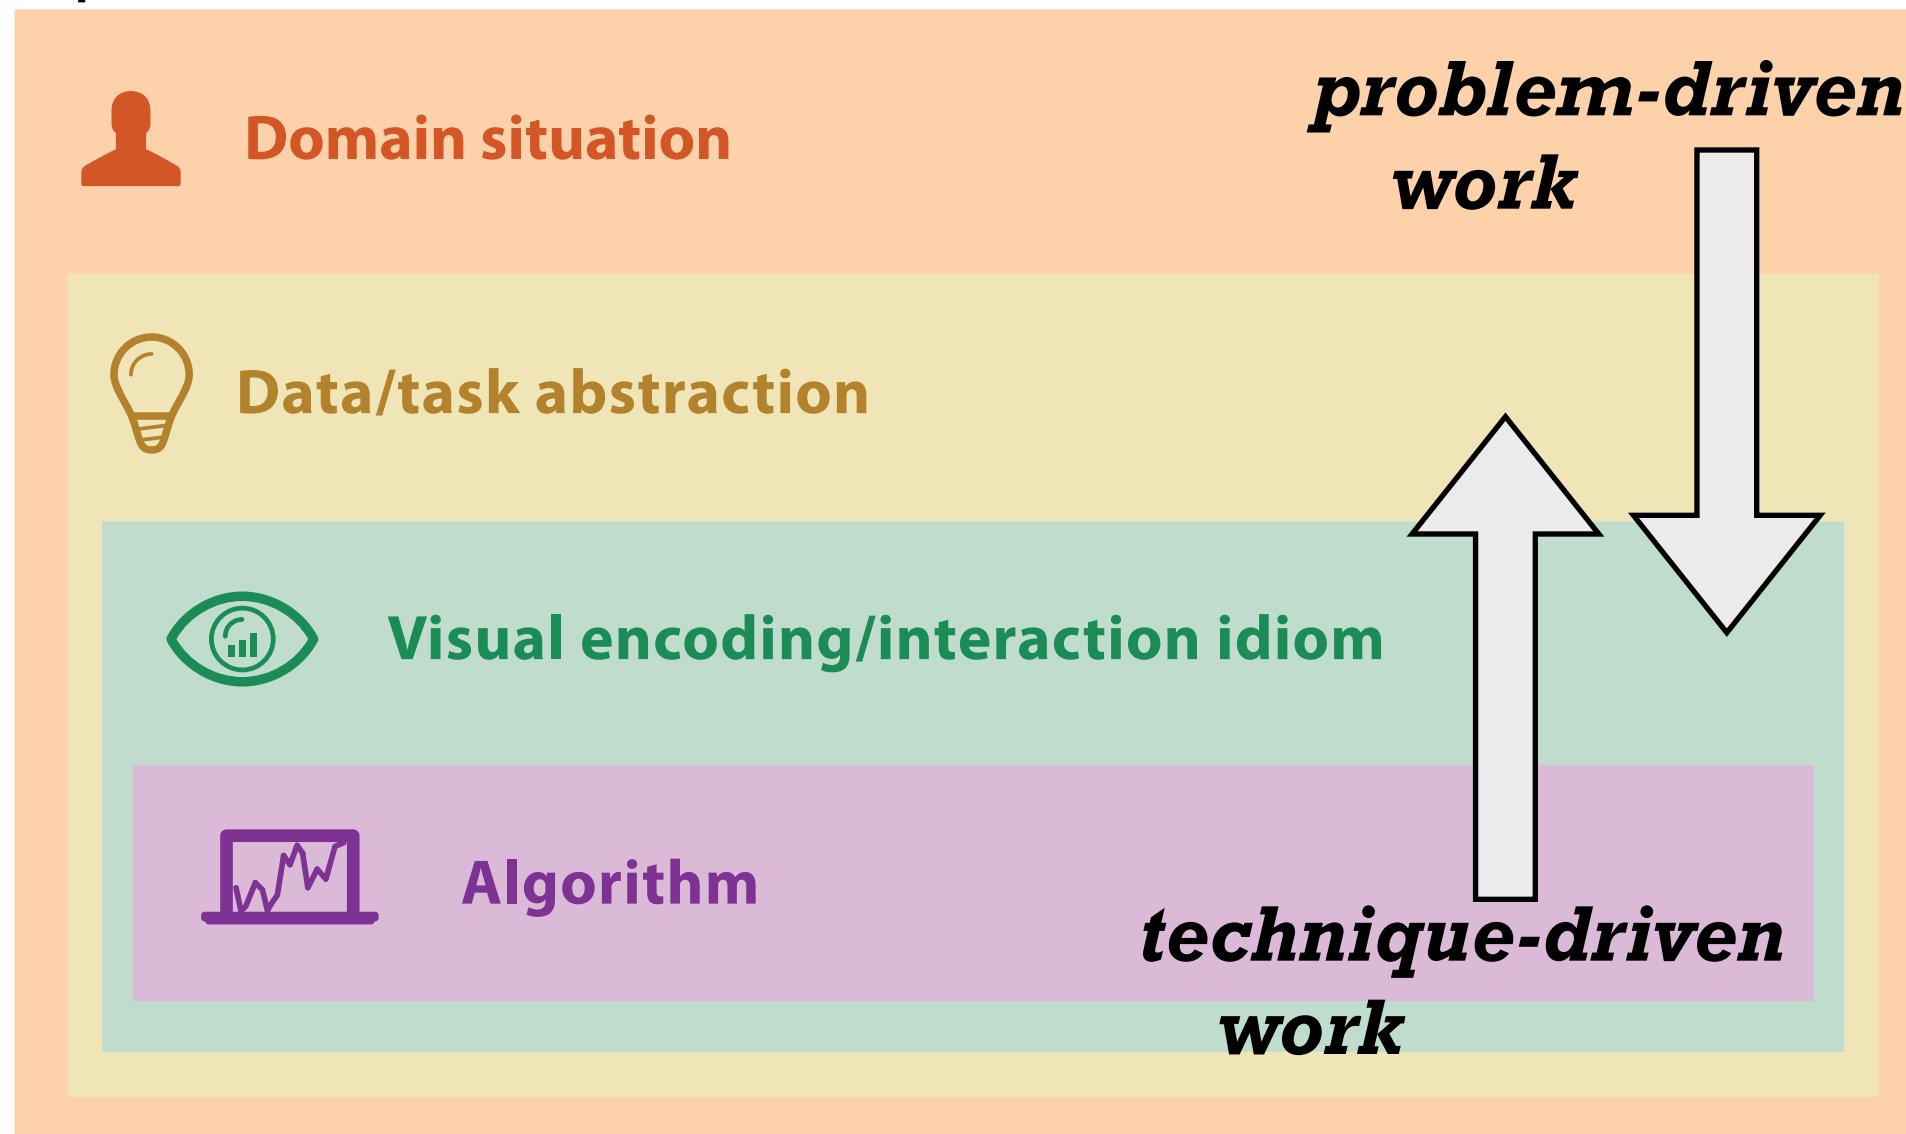 problem-driven
work
Domain situation
Data/task abstraction
Visual encoding/interaction idiom
Algorithm
technique-driven
work